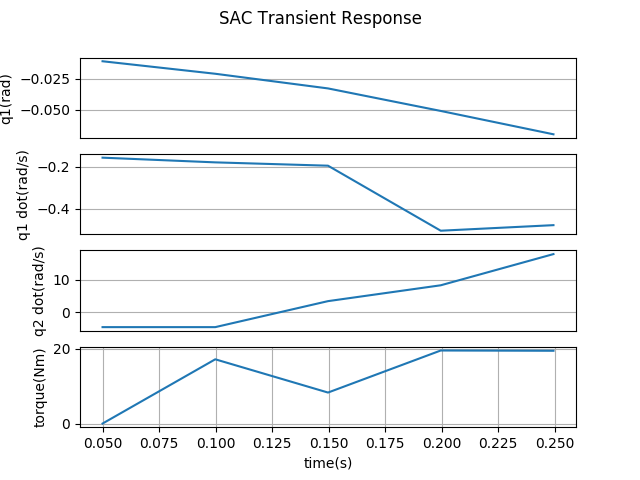 SAC Transient Response
q1(rad)
−0.025
−0.050
q1 dot(rad/s)
−0.2
−0.4
q2 dot(rad/s)
10
0
torque(Nm)
20
0
0.050 0.075 0.100 0.125 0.150 0.175 0.200 0.225 0.250
time(s)